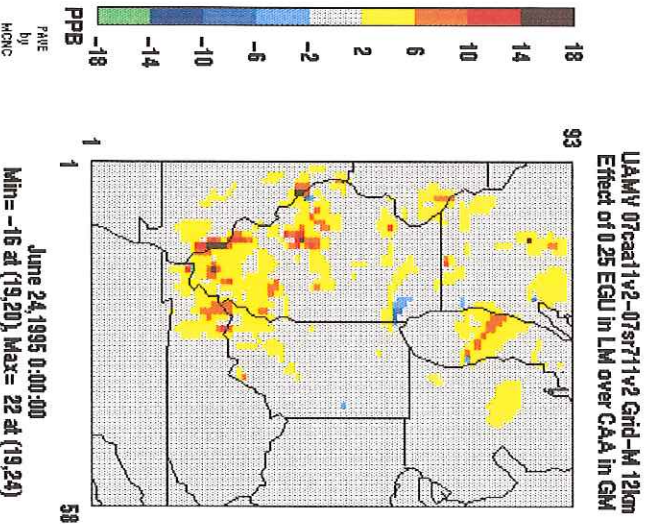 UAMV 07caa11v2-07sr711v2 Grid-M 12km
Effect of 0.25 EGU in LM over CAA in GM
18
14
10
6
2
-2
-6
-10
-14
-18
PPB
PAVE
by
MCNC
93
1
1
58
June 24,1995 0:00:00
Min= -16 at (19,20), Max= 22 at (19,24)